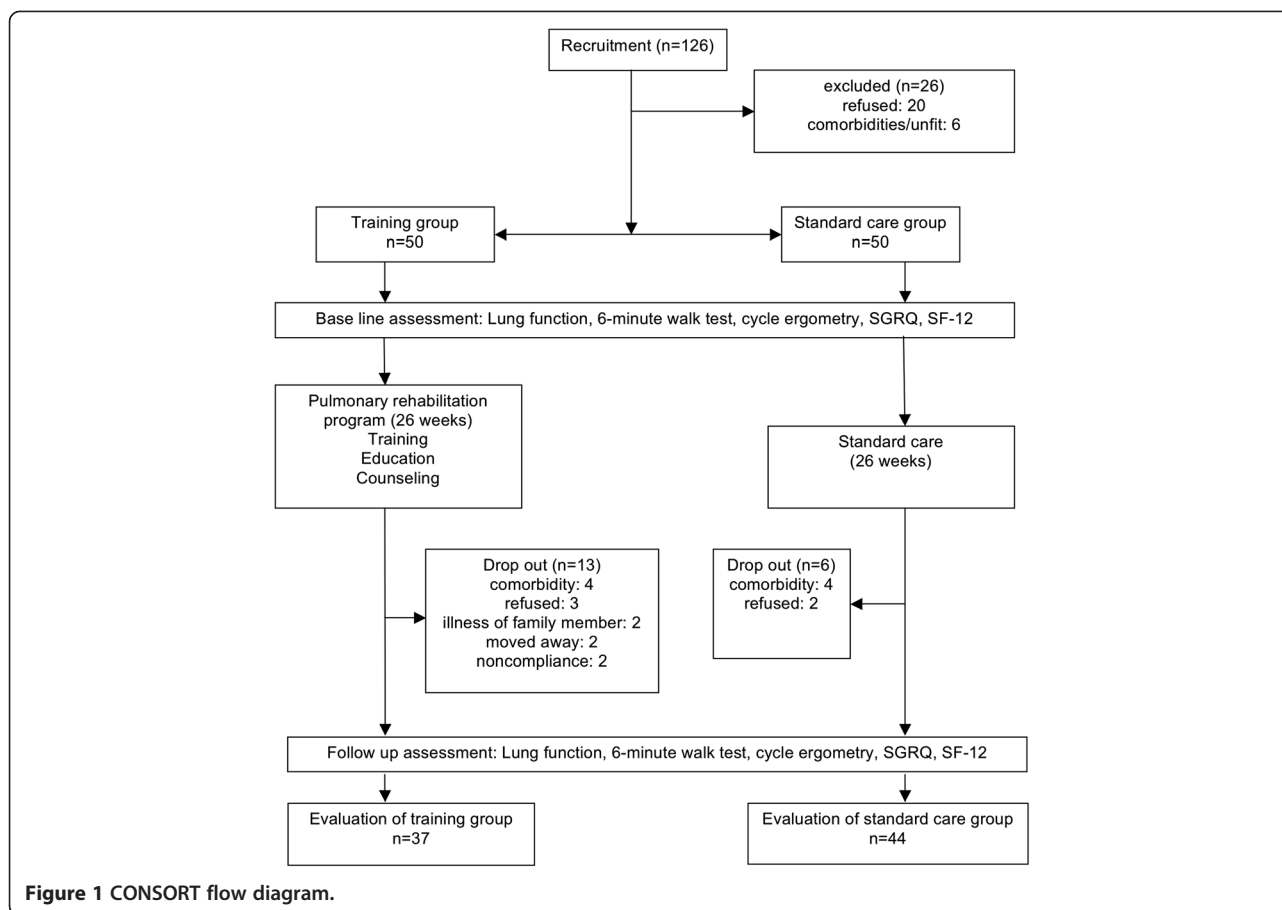 Recruitment (n=126)
excluded (n=26)
refused: 20
comorbidities/unfit: 6
Training group
n=50
Standard care group
n=50
Base line assessment: Lung function, 6-minute walk test, cycle ergometry, SGRQ, SF-12
Pulmonary rehabilitation
program (26 weeks)
Training
Education
Counseling
Standard care
(26 weeks)
Drop out (n=13)
comorbidity: 4
refused: 3
illness of family member: 2
moved away: 2
noncompliance: 2
Drop out (n=6)
comorbidity: 4
refused: 2
Follow up assessment: Lung function, 6-minute walk test, cycle ergometry, SGRQ, SF-12
Evaluation of training group
n=37
Evaluation of standard care group
n=44
Figure 1 CONSORT flow diagram.